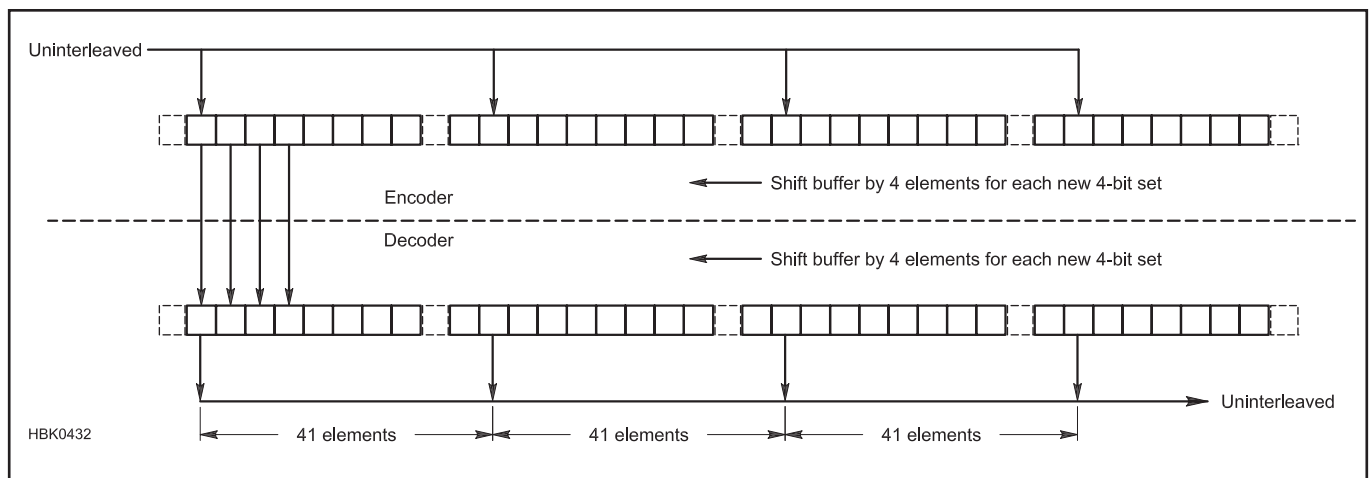 Uninterleaved
Shift buffer by 4 elements for each new 4-bit set
Encoder
Decoder
Shift buffer by 4 elements for each new 4-bit set
Uninterleaved
HBK0432
41 elements
41 elements
41 elements